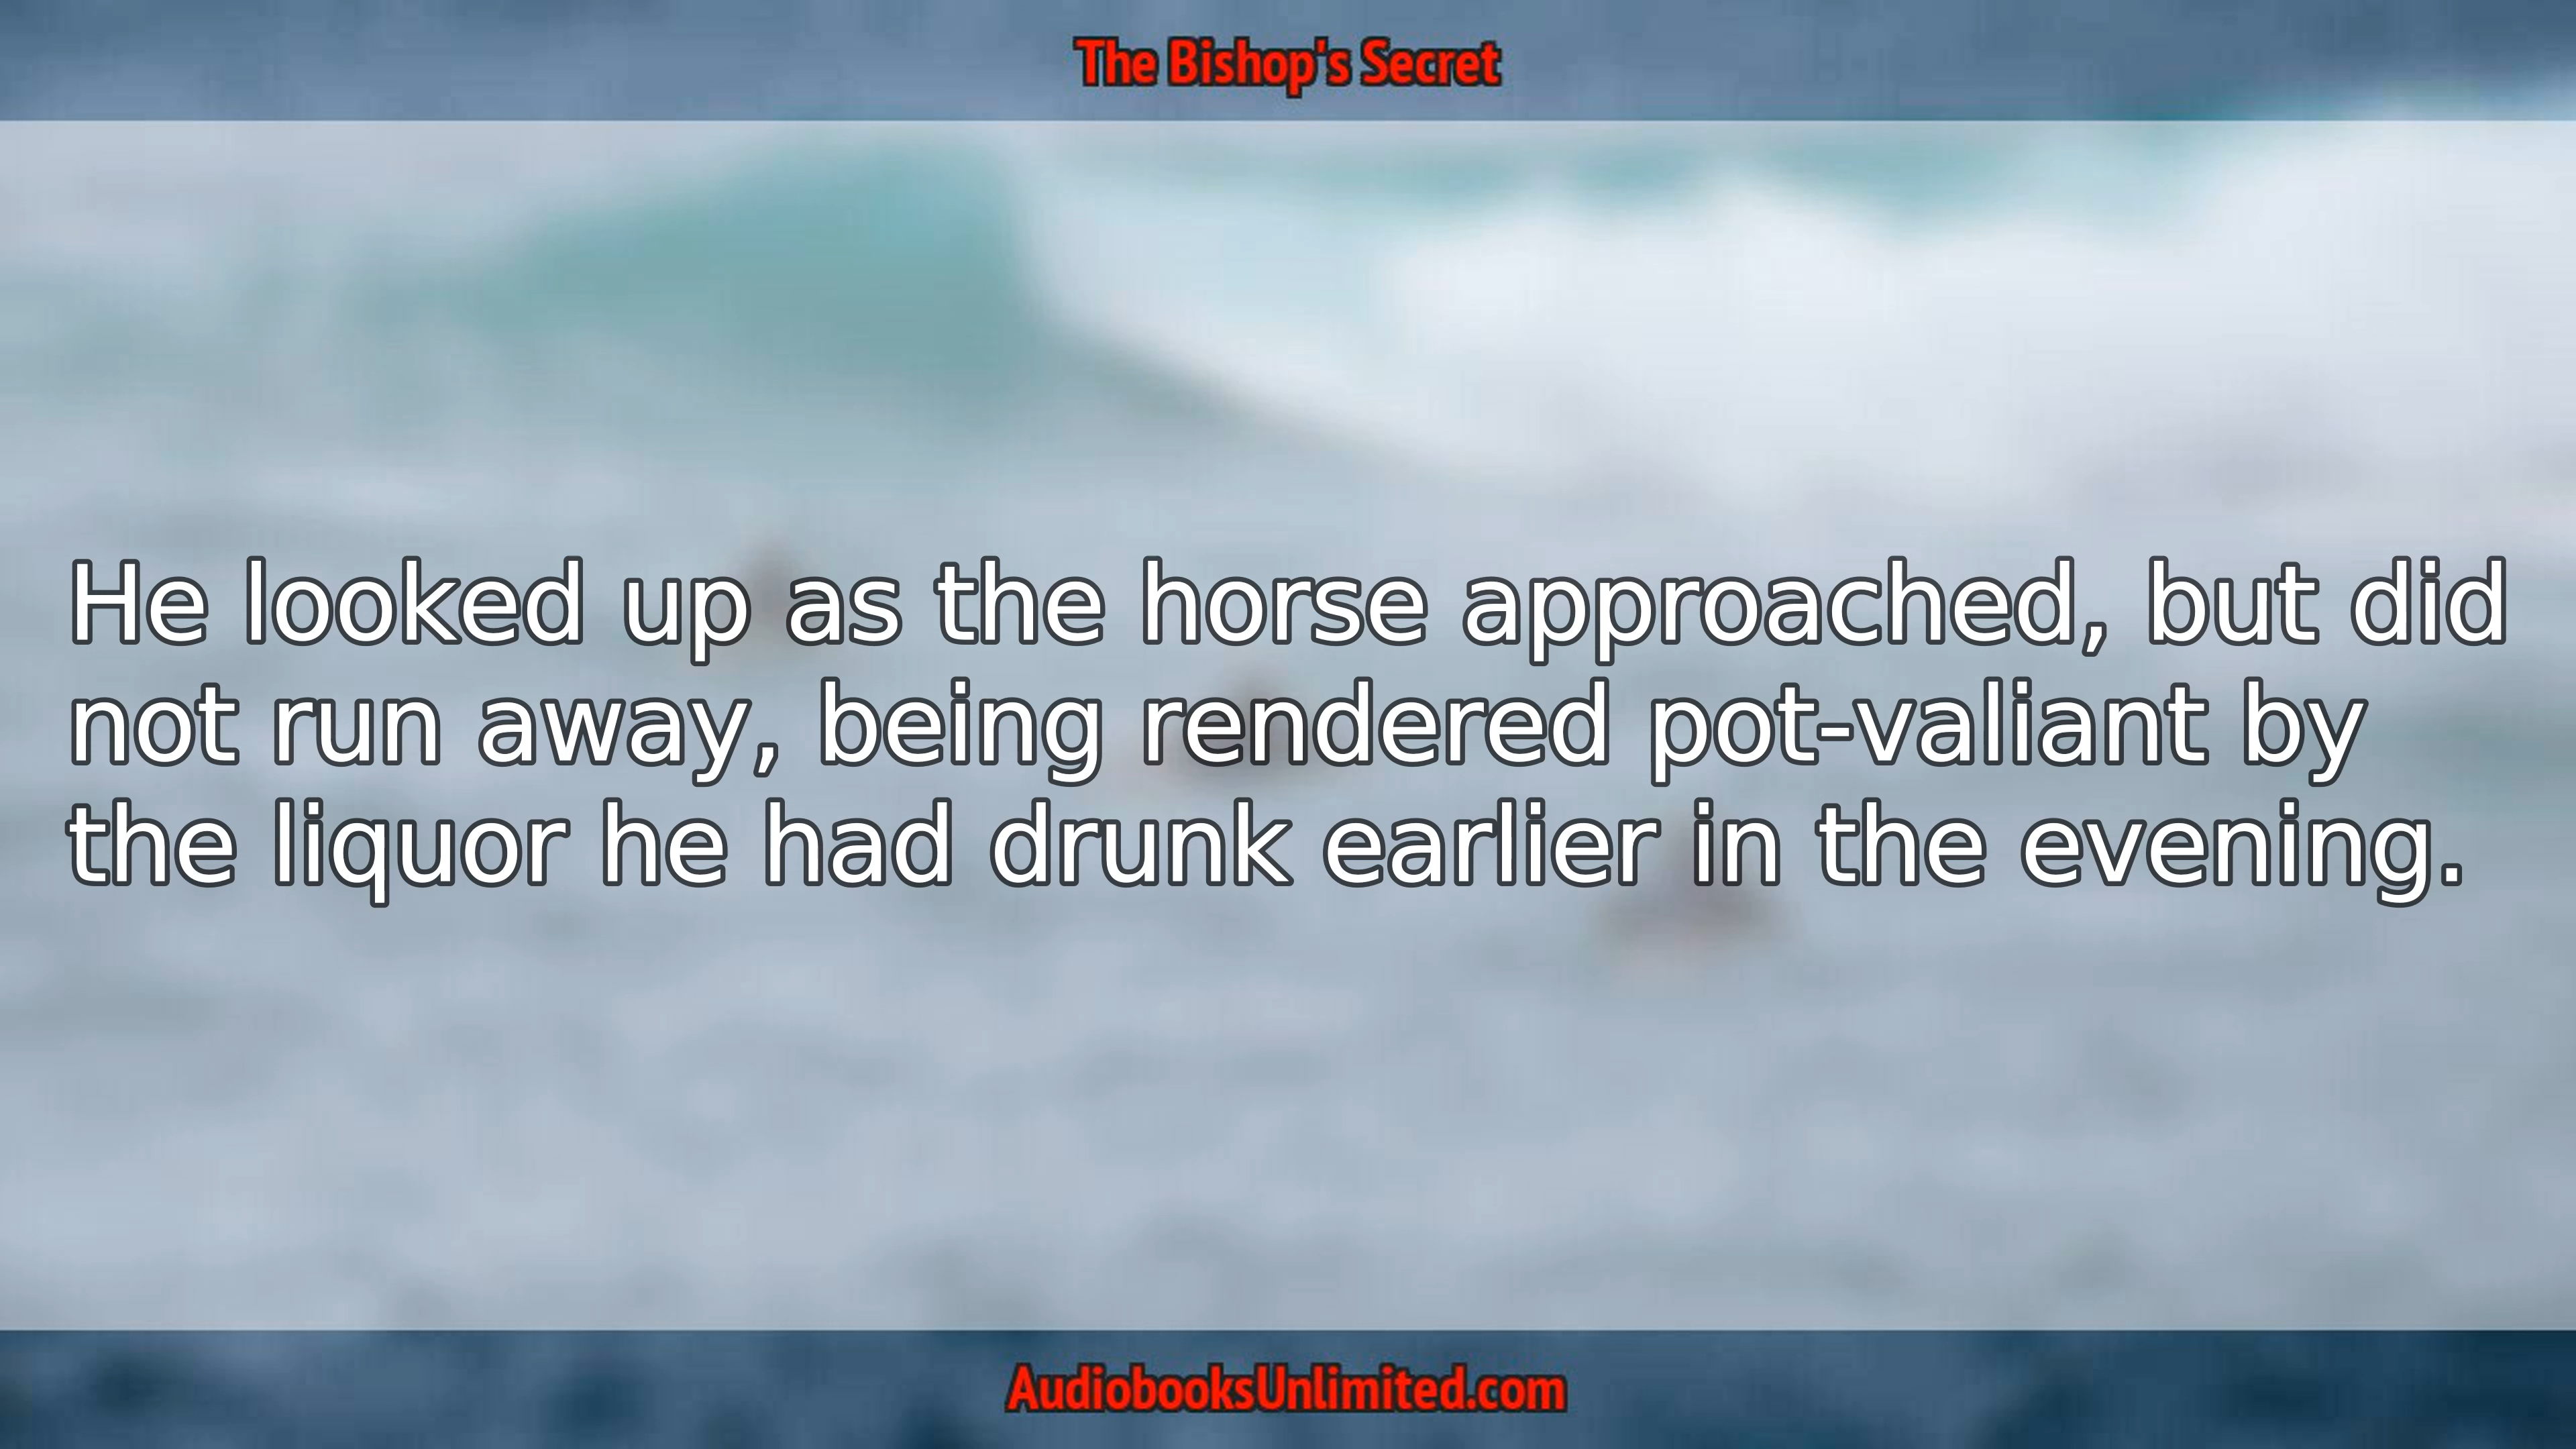 The Bishop's Secret
He looked up as the horse approached, but did
not run away, being rendered pot-valiant by
the liquor he had drunk earlier in the evening.
AudiobooksUnlimited.com